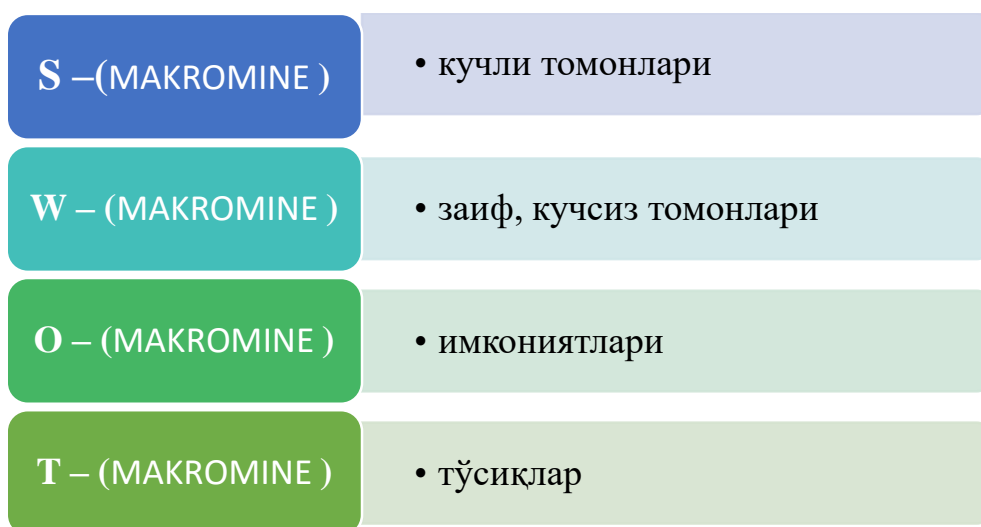 S –(MAKROMINE )
• кучли томонлари
W – (MAKROMINE )
• заиф, кучсиз томонлари
O – (MAKROMINE )
• имкониятлари
T – (MAKROMINE )
• тўсиқлар